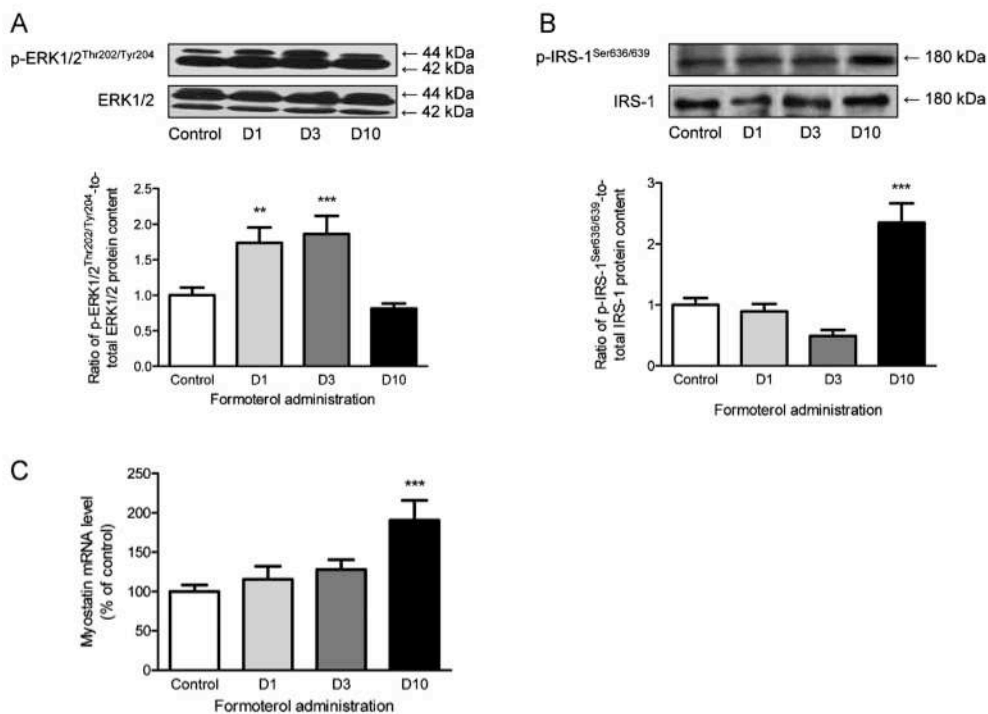 A
p-ERK1/2Thr202/Tyr204
← 44 kDa
← 42 kDa
ERK1/2
← 44 kDa
← 42 kDa
Control D1 D3 D10
Ratio of p-ERK1/2Thr202/Tyr204-to-
total ERK1/2 protein content
2.5
2.0
1.5
1.0
0.5
0.0
**
***
Control D1 D3 D10
Formoterol administration
B
p-IRS-1Ser636/639
← 180 kDa
IRS-1
← 180 kDa
Control D1 D3 D10
Ratio of p-IRS-1Ser636/639-to-
total IRS-1 protein content
3
2
1
0
***
Control D1 D3 D10
Formoterol administration
C
Myostatin mRNA level
(% of control)
250
200
150
100
50
0
***
Control D1 D3 D10
Formoterol administration